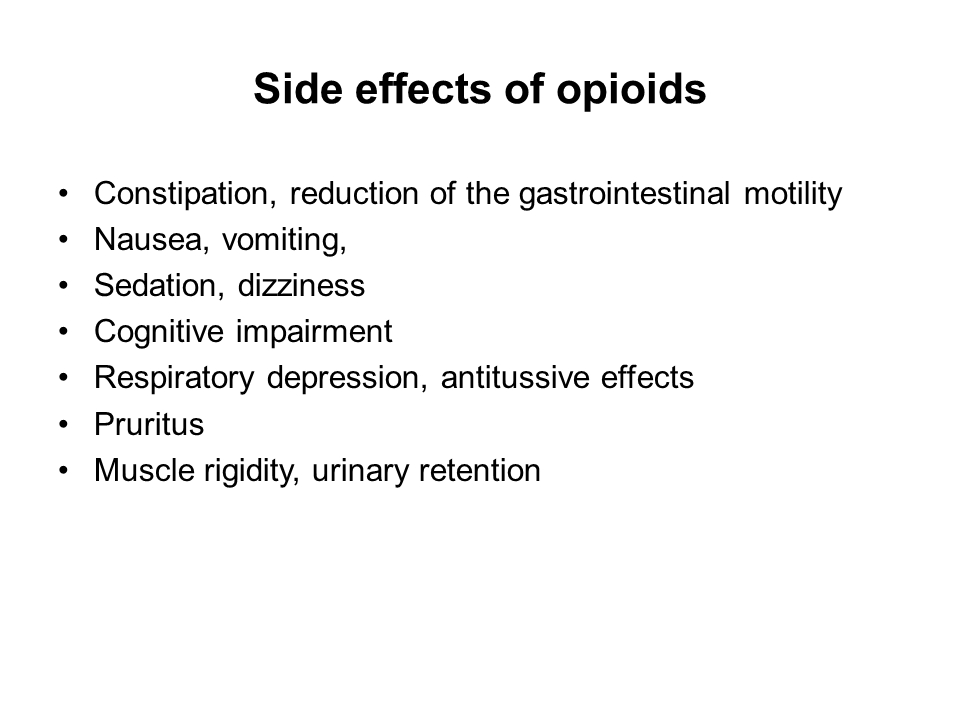 Side effects of opioids
• Constipation, reduction of the gastrointestinal motility
• Nausea, vomiting,
• Sedation, dizziness
• Cognitive impairment
• Respiratory depression, antitussive effects
• Pruritus
• Muscle rigidity, urinary retention